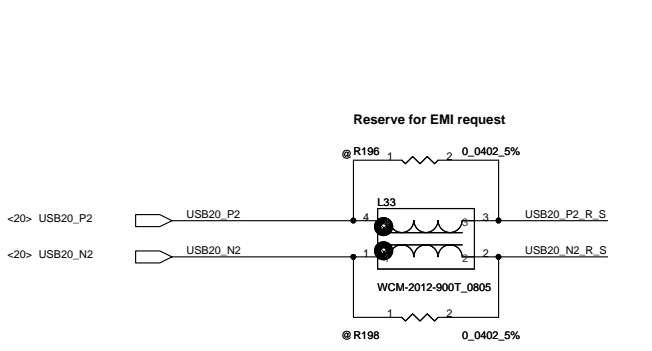 Reserve for EMI request
@ R196 1 2 0_0402_5%
L33
<20> USB20_P2 USB20_P2 4 3 3 USB20_P2_R_S
<20> USB20_N2 USB20_N2 1 2 2 USB20_N2_R_S
WCM-2012-900T_0805
1 2
@ R198 0_0402_5%